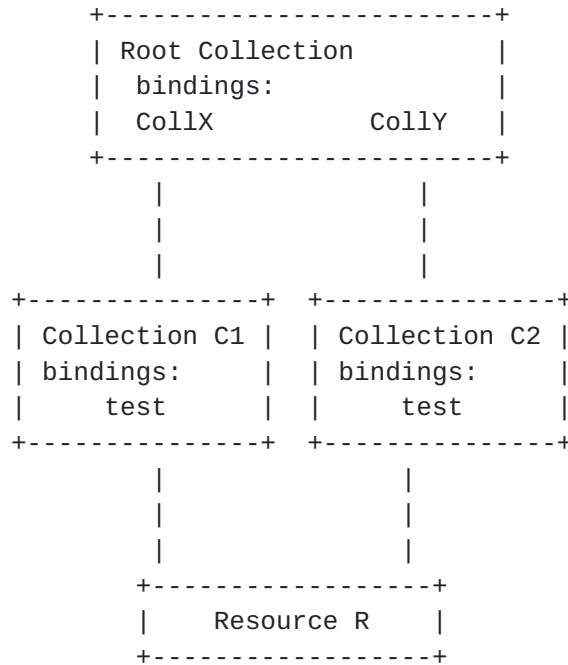 Root Collection
bindings:
CollX CollY
Collection C1 Collection C2
bindings: bindings:
test test
Resource R